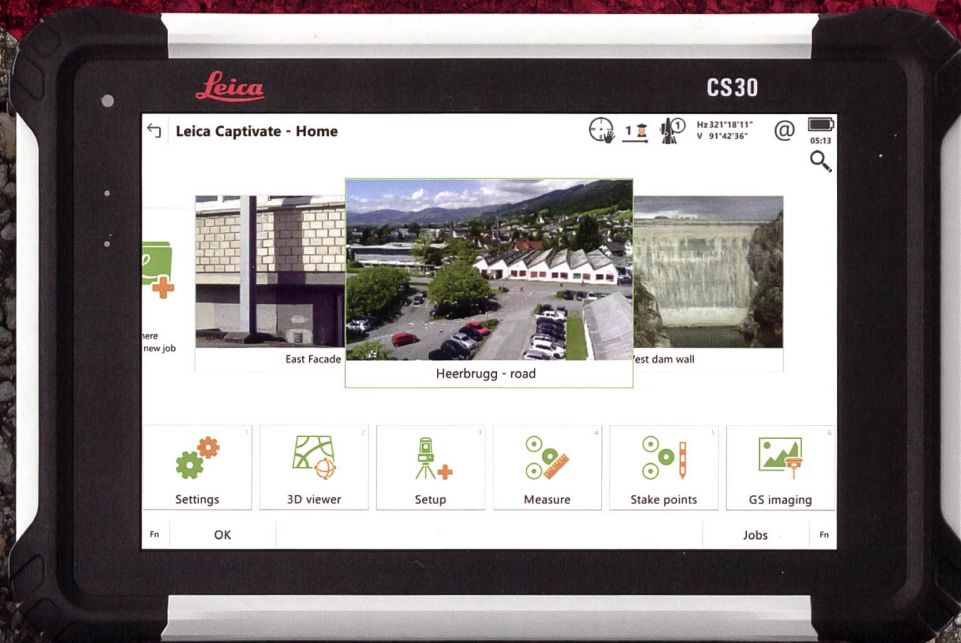 Leica
CS30
Leica Captivate - Home
1
1
Hz 321°18'11"
V 91°42'36"
@
05:13
here
new job
East Facade
Heerbrugg - road
est dam wall
1
2
3
4
5
6
Settings
3D viewer
Setup
Measure
Stake points
GS imaging
Fn
OK
Jobs
Fn